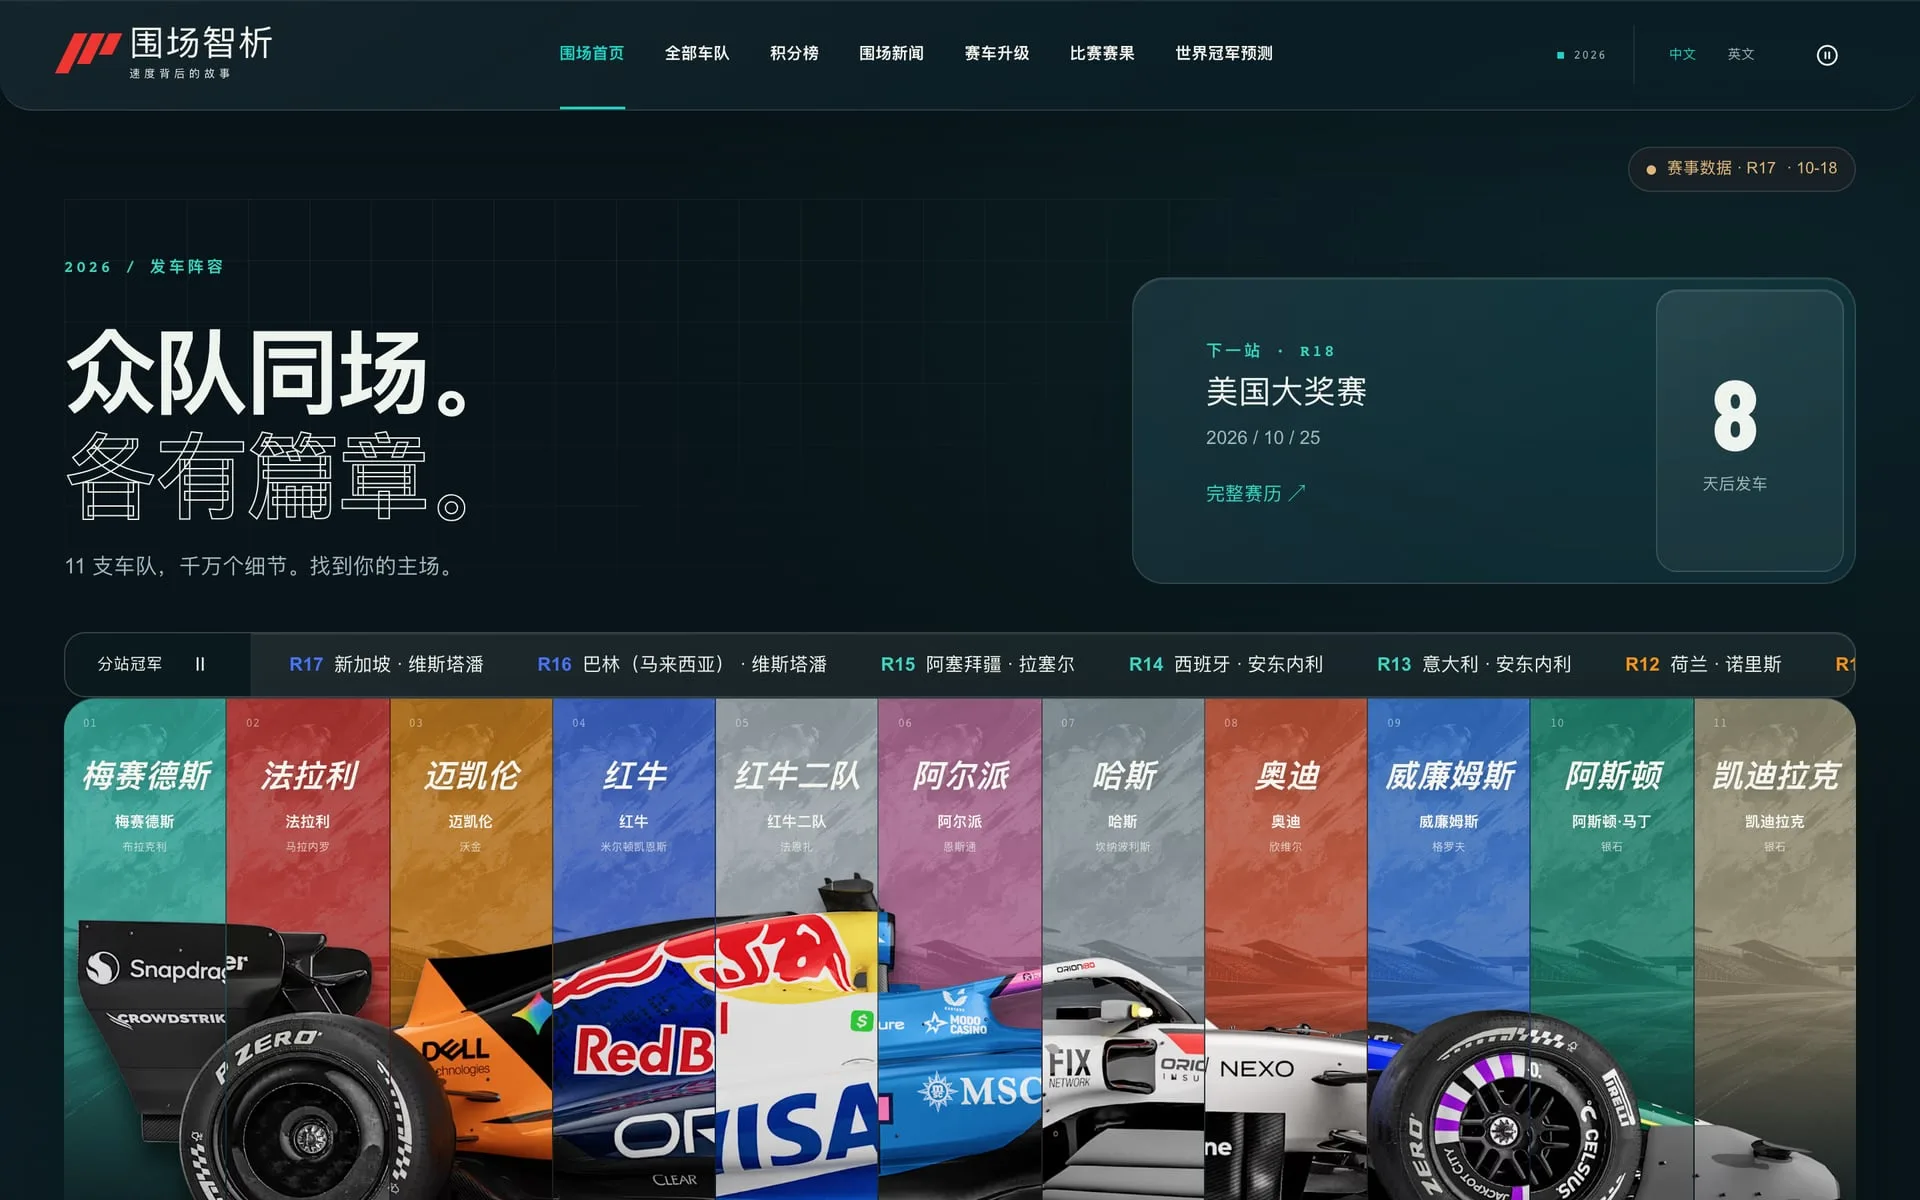 围场智析
速度背后的故事
围场首页 全部车队 积分榜 围场新闻 赛车升级 比赛赛果 世界冠军预测
2026 中文 英文
赛事数据 · R17 · 10-18
2026 / 发车阵容
众队同场。
各有篇章。
11 支车队，千万个细节。找到你的主场。
下一站 · R18
美国大奖赛
2026 / 10 / 25
完整赛历 ↗
8
天后发车
分站冠军 R17 新加坡 · 维斯塔潘 R16 巴林（马来西亚） · 维斯塔潘 R15 阿塞拜疆 · 拉塞尔 R14 西班牙 · 安东内利 R13 意大利 · 安东内利 R12 荷兰 · 诺里斯 R1
01 02 03 04 05 06 07 08 09 10 11
梅赛德斯 法拉利 迈凯伦 红牛 红牛二队 阿尔派 哈斯 奥迪 威廉姆斯 阿斯顿 凯迪拉克
梅赛德斯 法拉利 迈凯伦 红牛 红牛二队 阿尔派 哈斯 奥迪 威廉姆斯 阿斯顿·马丁 凯迪拉克
布拉克利 马拉内罗 沃金 米尔顿凯恩斯 法恩扎 恩斯通 坎纳波利斯 欣维尔 格罗夫 银石 银石
Snapdrag er
CROWDSTRIK
P ZERO
DELL
chnologies
Red B
OR
CLEAR
VISA
$
ure
MODO CASINO
MSC
ORION180
FIX
NETWORK
ORIO
INSU
NEXO
ne
ZERO
PIRELLI
°CELSIUS
JACKPOTCITY